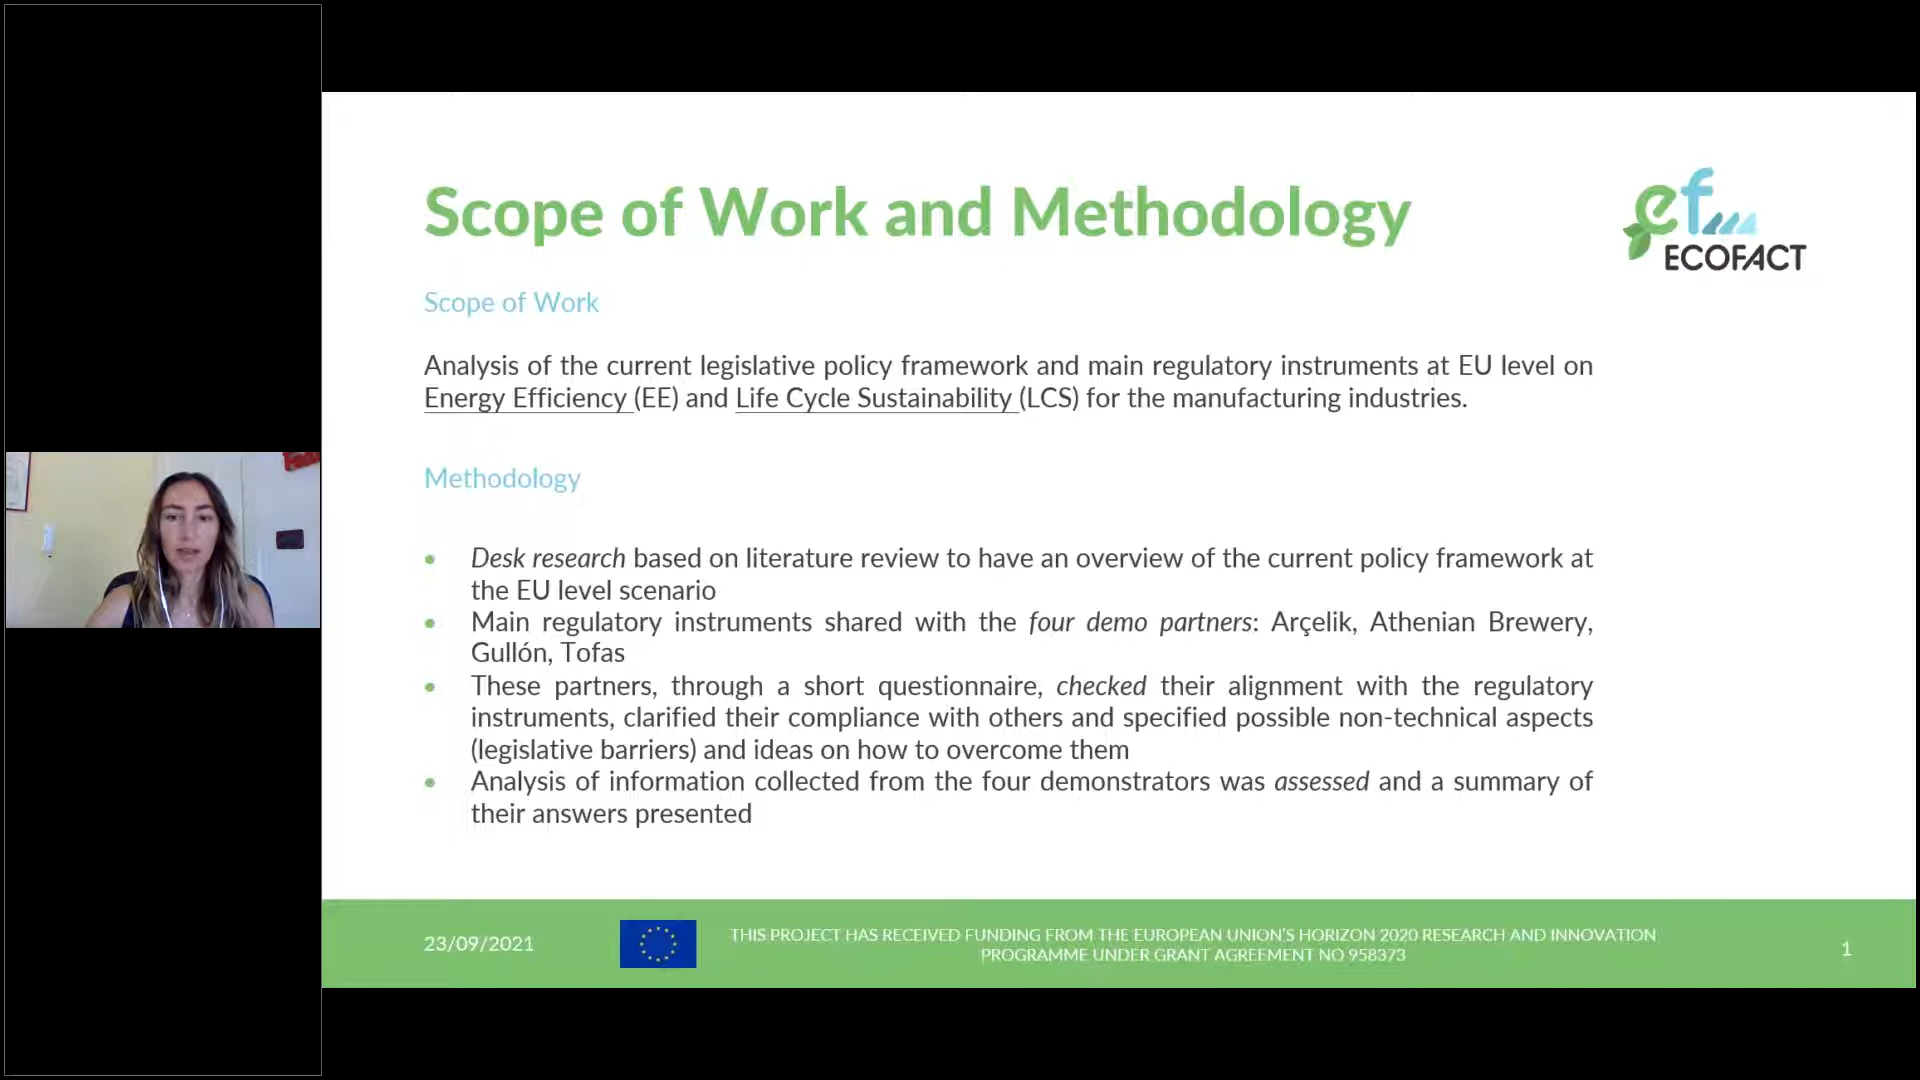 Scope of Work and Methodology
ef
ECOFACT
Scope of Work
Analysis of the current legislative policy framework and main regulatory instruments at EU level on
Energy Efficiency (EE) and Life Cycle Sustainability (LCS) for the manufacturing industries.
Methodology
• Desk research based on literature review to have an overview of the current policy framework at
the EU level scenario
• Main regulatory instruments shared with the four demo partners: Arçelik, Athenian Brewery,
Gullón, Tofas
• These partners, through a short questionnaire, checked their alignment with the regulatory
instruments, clarified their compliance with others and specified possible non-technical aspects
(legislative barriers) and ideas on how to overcome them
• Analysis of information collected from the four demonstrators was assessed and a summary of
their answers presented
23/09/2021
THIS PROJECT HAS RECEIVED FUNDING FROM THE EUROPEAN UNION'S HORIZON 2020 RESEARCH AND INNOVATION
PROGRAMME UNDER GRANT AGREEMENT NO 958373
1